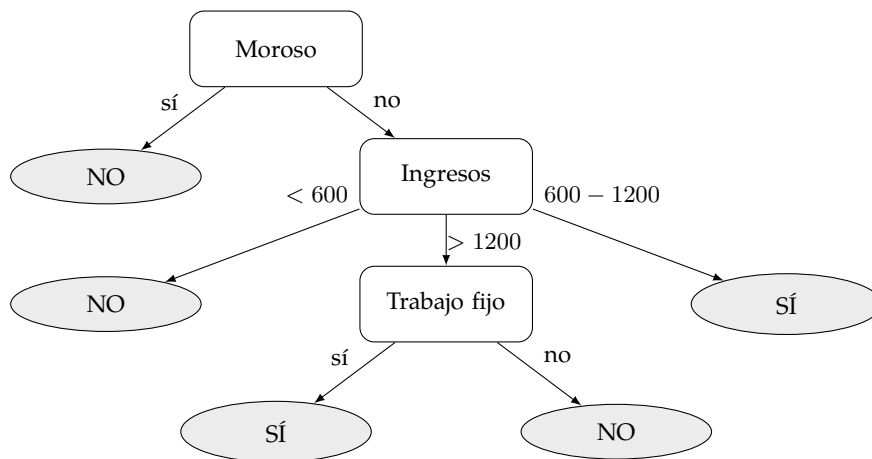 Moroso
sí
no
NO
Ingresos
< 600
600 − 1200
> 1200
NO
Trabajo fijo
SÍ
sí
no
SÍ
NO